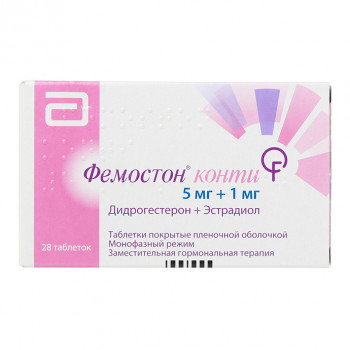 Фемостон® конти
5 мг + 1 мг
Дидрогестерон + Эстрадиол
Таблетки покрытые пленочной оболочкой
Монофазный режим
Заместительная гормональная терапия
28 таблеток